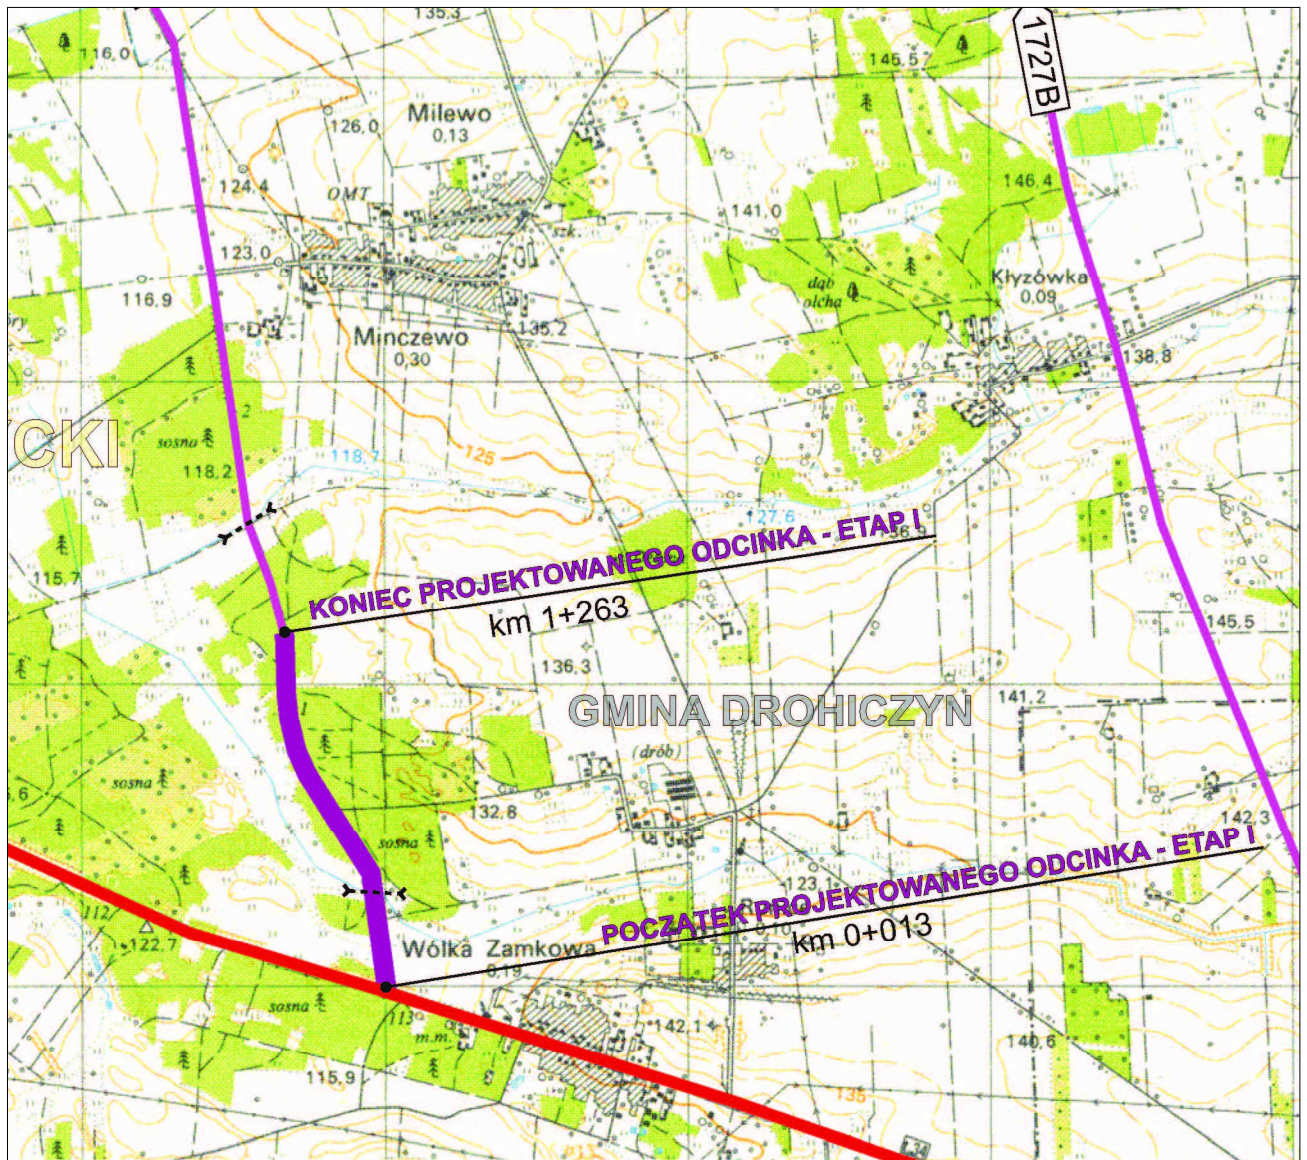 116,0
135,3
145,5
1727B
126,0
Milewo
0,13
124,4
OMT
146,4
141,0
szk.
123,0
116,9
dąb
olcha
Kłyzówka
0,09
135,2
Minczewo
0,30
138,8
2
CKI
sosna
118,2
118,7
125
127,6
KONIEC PROJEKTOWANEGO ODCINKA - ETAP I
km 1+263
115,7
145,5
136,3
141,2
1
GMINA DROHICZYN
(drób)
sosna
132,8
142,3
sosna
POCZĄTEK PROJEKTOWANEGO ODCINKA - ETAP I
km 0+013
112
122,7
Wólka Zamkowa
0,19
sosna
113
m.m.
142,1
140,6
115,9
135